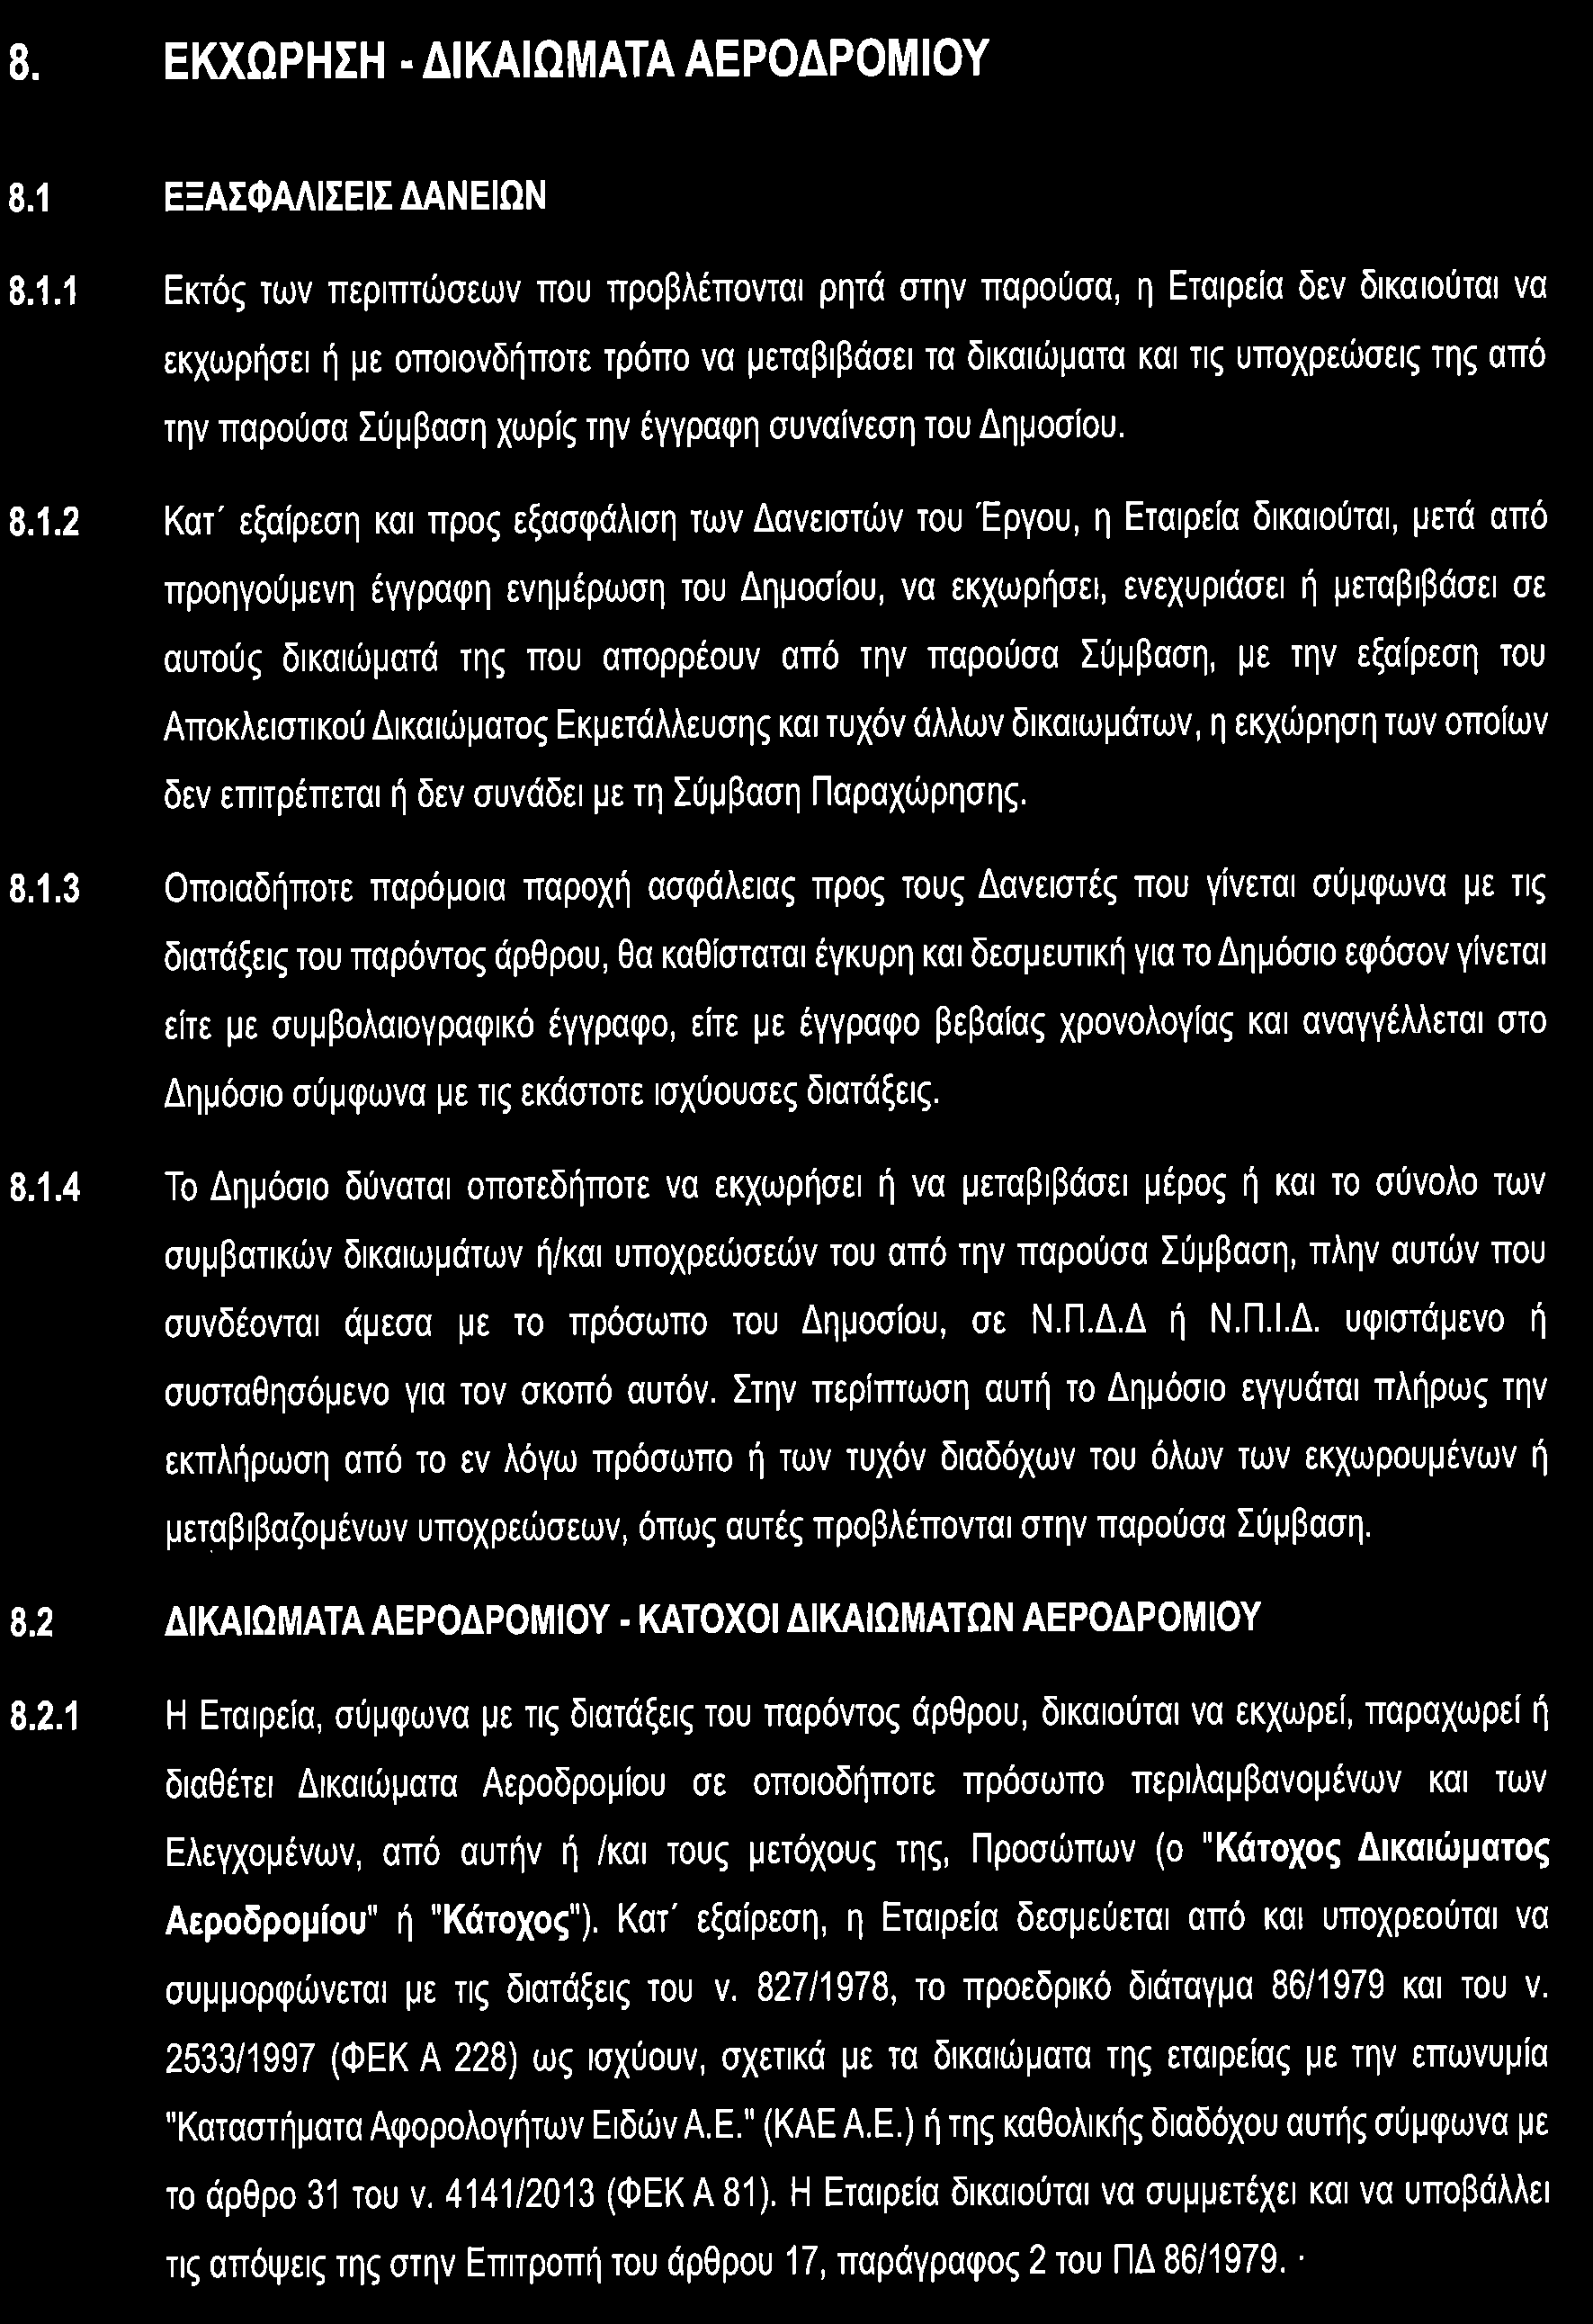 8. ΕΚΧΩΡΗΣΗ - ΔΙΚΑΙΩΜΑΤΑ ΑΕΡΟΔΡΟΜΙΟΥ
8.1 ΕΞΑΣΦΑΛΙΣΕΙΣ ΔΑΝΕΙΩΝ
8.1.1 Εκτός των περιπτώσεων που προβλέπονται ρητά στην παρούσα, η Εταιρεία δεν δικαιούται να
εκχωρήσει ή με οποιονδήποτε τρόπο να μεταβιβάσει τα δικαιώματα και τις υποχρεώσεις της από
την παρούσα Σύμβαση χωρίς την έγγραφη συναίνεση του Δημοσίου.
8.1.2 Κατ΄ εξαίρεση και προς εξασφάλιση των Δανειστών του Έργου, η Εταιρεία δικαιούται, μετά από
προηγούμενη έγγραφη ενημέρωση του Δημοσίου, να εκχωρήσει, ενεχυριάσει ή μεταβιβάσει σε
αυτούς δικαιώματά της που απορρέουν από την παρούσα Σύμβαση, με την εξαίρεση του
Αποκλειστικού Δικαιώματος Εκμετάλλευσης και τυχόν άλλων δικαιωμάτων, η εκχώρηση των οποίων
δεν επιτρέπεται ή δεν συνάδει με τη Σύμβαση Παραχώρησης.
8.1.3 Οποιαδήποτε παρόμοια παροχή ασφάλειας προς τους Δανειστές που γίνεται σύμφωνα με τις
διατάξεις του παρόντος άρθρου, θα καθίσταται έγκυρη και δεσμευτική για το Δημόσιο εφόσον γίνεται
είτε με συμβολαιογραφικό έγγραφο, είτε με έγγραφο βεβαίας χρονολογίας και αναγγέλλεται στο
Δημόσιο σύμφωνα με τις εκάστοτε ισχύουσες διατάξεις.
8.1.4 Το Δημόσιο δύναται οποτεδήποτε να εκχωρήσει ή να μεταβιβάσει μέρος ή και το σύνολο των
συμβατικών δικαιωμάτων ή/και υποχρεώσεών του από την παρούσα Σύμβαση, πλην αυτών που
συνδέονται άμεσα με το πρόσωπο του Δημοσίου, σε Ν.Π.Δ.Δ ή Ν.Π.Ι.Δ. υφιστάμενο ή
συσταθησόμενο για τον σκοπό αυτόν. Στην περίπτωση αυτή το Δημόσιο εγγυάται πλήρως την
εκπλήρωση από το εν λόγω πρόσωπο ή των τυχόν διαδόχων του όλων των εκχωρουμένων ή
μεταβιβαζομένων υποχρεώσεων, όπως αυτές προβλέπονται στην παρούσα Σύμβαση.
8.2 ΔΙΚΑΙΩΜΑΤΑ ΑΕΡΟΔΡΟΜΙΟΥ - ΚΑΤΟΧΟΙ ΔΙΚΑΙΩΜΑΤΩΝ ΑΕΡΟΔΡΟΜΙΟΥ
8.2.1 Η Εταιρεία, σύμφωνα με τις διατάξεις του παρόντος άρθρου, δικαιούται να εκχωρεί, παραχωρεί ή
διαθέτει Δικαιώματα Αεροδρομίου σε οποιοδήποτε πρόσωπο περιλαμβανομένων και των
Ελεγχομένων, από αυτήν ή /και τους μετόχους της, Προσώπων (ο "Κάτοχος Δικαιώματος
Αεροδρομίου" ή "Κάτοχος"). Κατ΄ εξαίρεση, η Εταιρεία δεσμεύεται από και υποχρεούται να
συμμορφώνεται με τις διατάξεις του ν. 827/1978, το προεδρικό διάταγμα 86/1979 και του ν.
2533/1997 (ΦΕΚ Α 228) ως ισχύουν, σχετικά με τα δικαιώματα της εταιρείας με την επωνυμία
"Καταστήματα Αφορολογήτων Ειδών Α.Ε." (ΚΑΕ Α.Ε.) ή της καθολικής διαδόχου αυτής σύμφωνα με
το άρθρο 31 του ν. 4141/2013 (ΦΕΚ Α 81). Η Εταιρεία δικαιούται να συμμετέχει και να υποβάλλει
τις απόψεις της στην Επιτροπή του άρθρου 17, παράγραφος 2 του ΠΔ 86/1979.